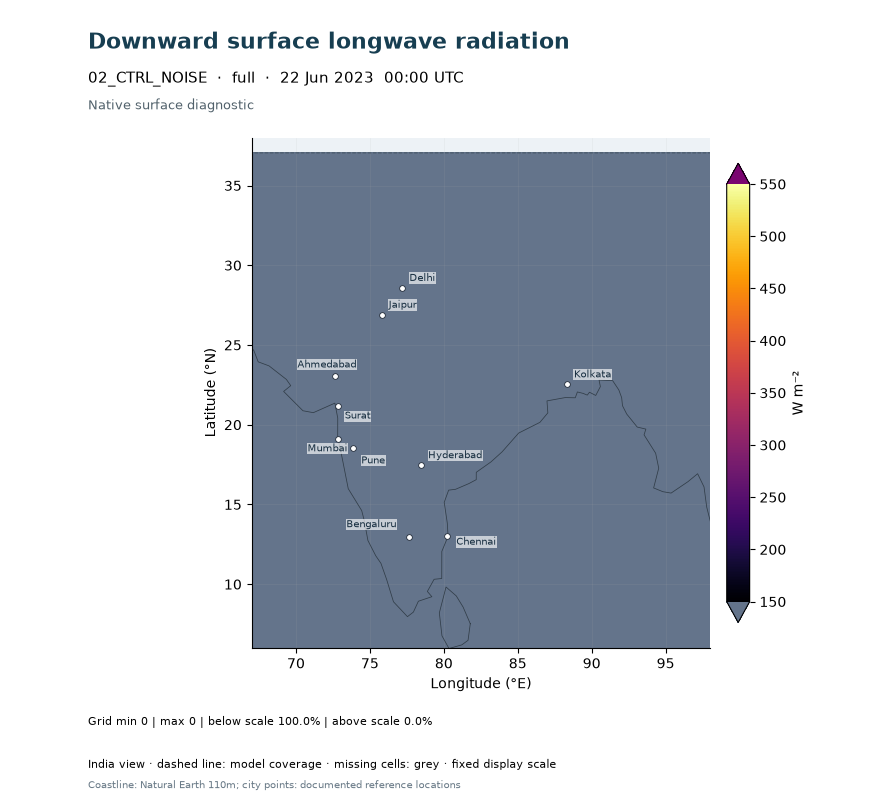 Downward surface longwave radiation
02_CTRL_NOISE · full · 22 Jun 2023 00:00 UTC
Native surface diagnostic
35
30
25
20
15
10
Latitude (°N)
Delhi
Jaipur
Ahmedabad
Kolkata
Surat
Mumbai
Pune
Hyderabad
Bengaluru
Chennai
70
75
80
85
90
95
Longitude (°E)
550
500
450
400
350
300
250
200
150
W m⁻²
Grid min 0 | max 0 | below scale 100.0% | above scale 0.0%
India view · dashed line: model coverage · missing cells: grey · fixed display scale
Coastline: Natural Earth 110m; city points: documented reference locations